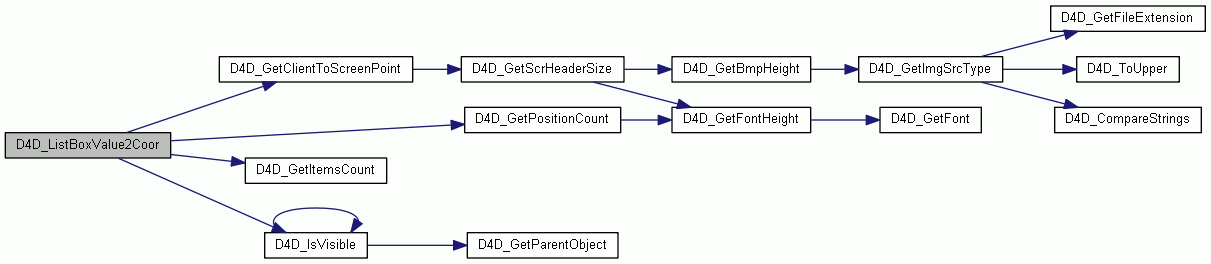 D4D_GetFileExtension
D4D_GetClientToScreenPoint
D4D_GetScrHeaderSize
D4D_GetBmpHeight
D4D_GetImgSrcType
D4D_ToUpper
D4D_GetPositionCount
D4D_GetFontHeight
D4D_GetFont
D4D_CompareStrings
D4D_ListBoxValue2Coor
D4D_GetItemsCount
D4D_IsVisible
D4D_GetParentObject